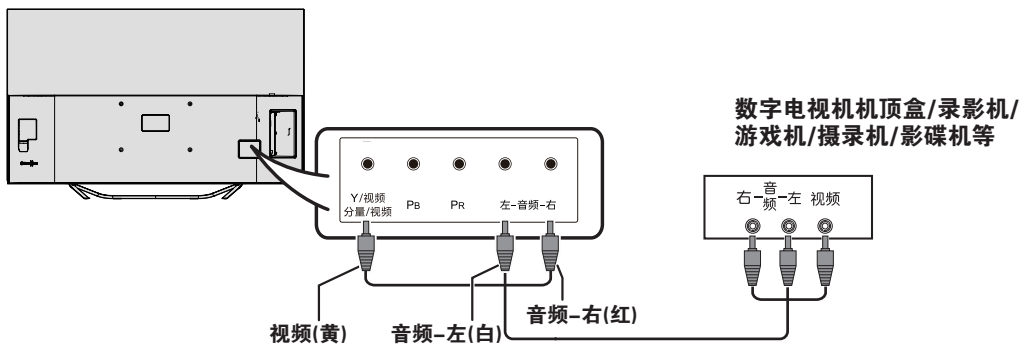 数字电视机机顶盒/录影机/
游戏机/摄录机/影碟机等
Y/视频
分量/视频
PB
PR
左-音频-右
右-音频-左
视频
视频(黄)
音频-左(白)
音频-右(红)